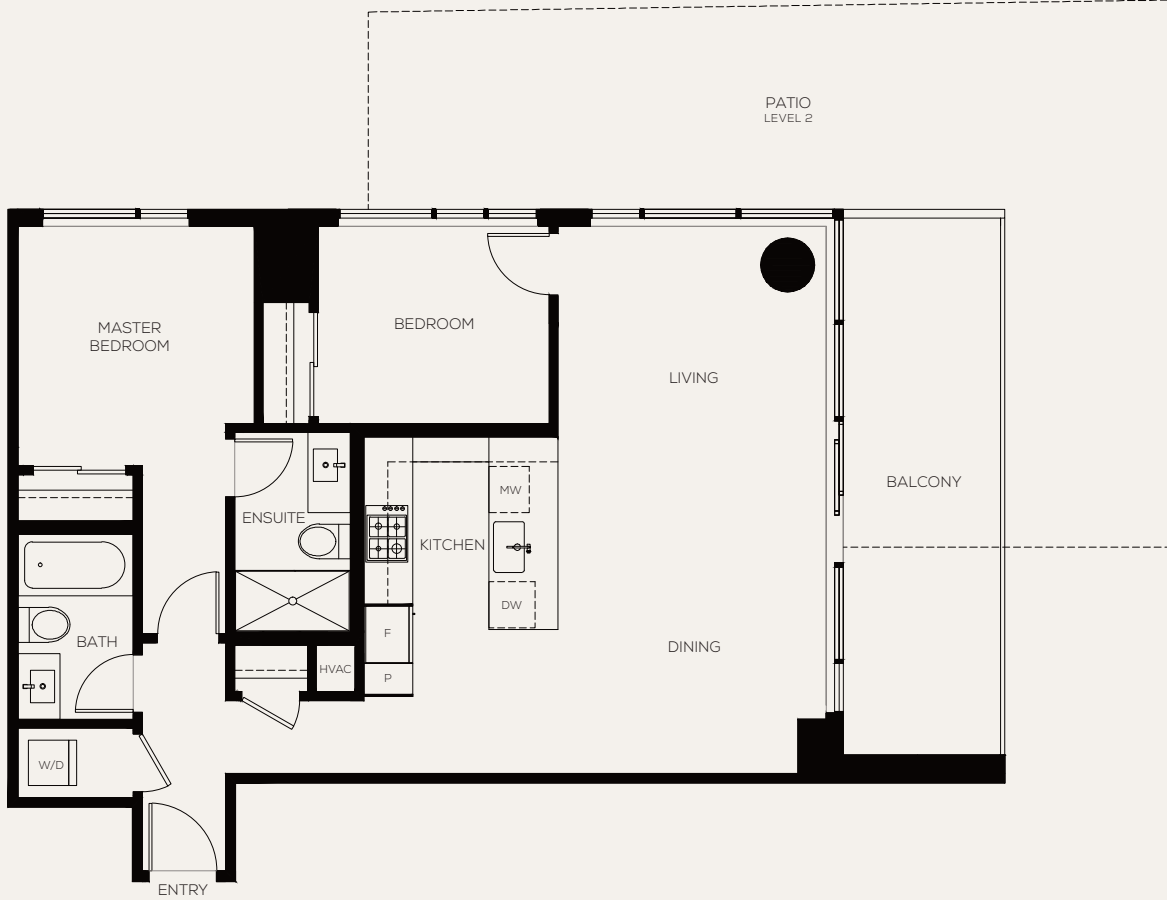 PATIO
LEVEL 2
MASTER
BEDROOM
BEDROOM
LIVING
BALCONY
MW
ENSUITE
KITCHEN
DW
F
BATH
DINING
HVAC
P
W/D
ENTRY